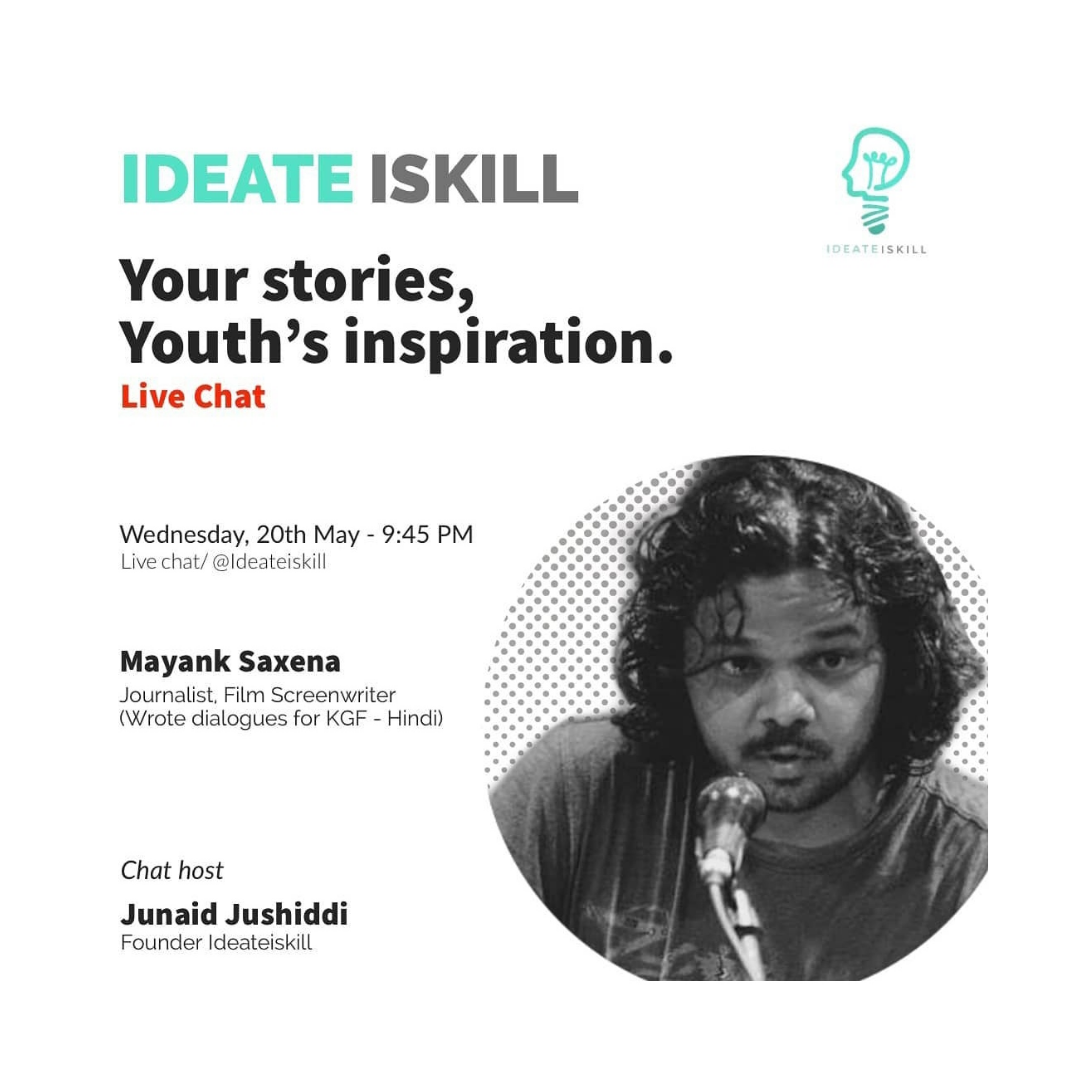 IDEATE ISKILL
IDEATEISKILL
Your stories,
Youth’s inspiration.
Live Chat
Wednesday, 20th May - 9:45 PM
Live chat/ @Ideateiskill
Mayank Saxena
Journalist, Film Screenwriter
(Wrote dialogues for KGF - Hindi)
Chat host
Junaid Jushiddi
Founder Ideateiskill